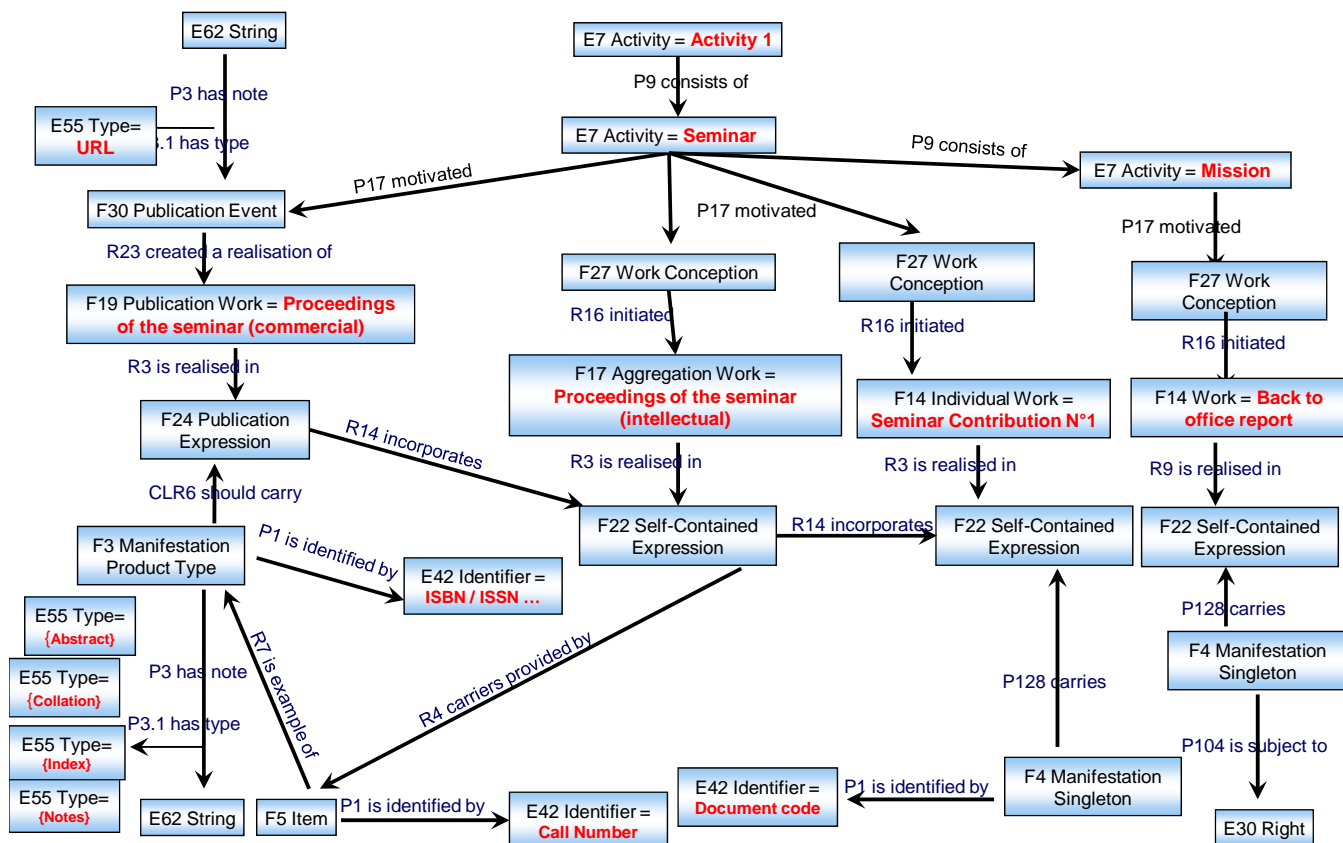 E62 String
E7 Activity = Activity 1
P3 has note
P9 consists of
E55 Type=
URL
3.1 has type
E7 Activity = Seminar
P9 consists of
E7 Activity = Mission
P17 motivated
P17 motivated
P17 motivated
F30 Publication Event
R23 created a realisation of
F27 Work Conception
F27 Work
Conception
F27 Work
Conception
F19 Publication Work = Proceedings
of the seminar (commercial)
R16 initiated
R16 initiated
R16 initiated
R3 is realised in
F17 Aggregation Work =
Proceedings of the seminar
(intellectual)
F14 Individual Work =
Seminar Contribution N°1
F14 Work = Back to
office report
F24 Publication
Expression
R14 incorporates
R3 is realised in
R3 is realised in
R9 is realised in
CLR6 should carry
F22 Self-Contained
Expression
R14 incorporates
F22 Self-Contained
Expression
F22 Self-Contained
Expression
F3 Manifestation
Product Type
P1 is identified by
E42 Identifier =
ISBN / ISSN ...
E55 Type=
{Abstract}
P128 carries
F4 Manifestation
Singleton
P3 has note
E55 Type=
{Collation}
R7 is example of
R4 carriers provided by
P128 carries
P3.1 has type
E55 Type=
{Index}
P104 is subject to
E55 Type=
{Notes}
E62 String
F5 Item
P1 is identified by
E42 Identifier =
Call Number
E42 Identifier =
Document code
P1 is identified by
F4 Manifestation
Singleton
E30 Right